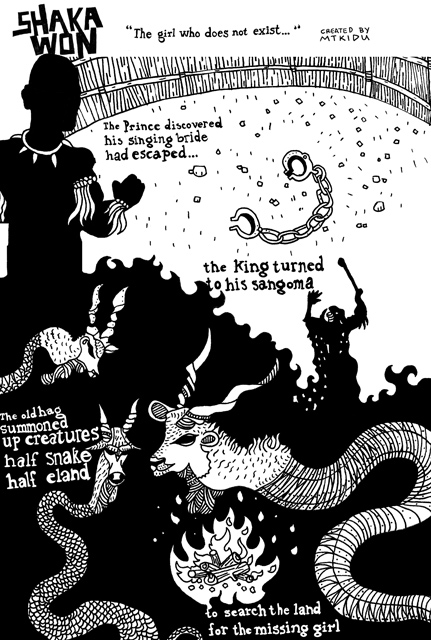 SHAKA
WON
"The girl who does not exist..."
CREATED BY
MTKIDU
The Prince discovered
his singing bride
had escaped...
the King turned
to his sangoma
The old hag
summoned
up creatures
half snake
half eland
to search the land
for the missing girl